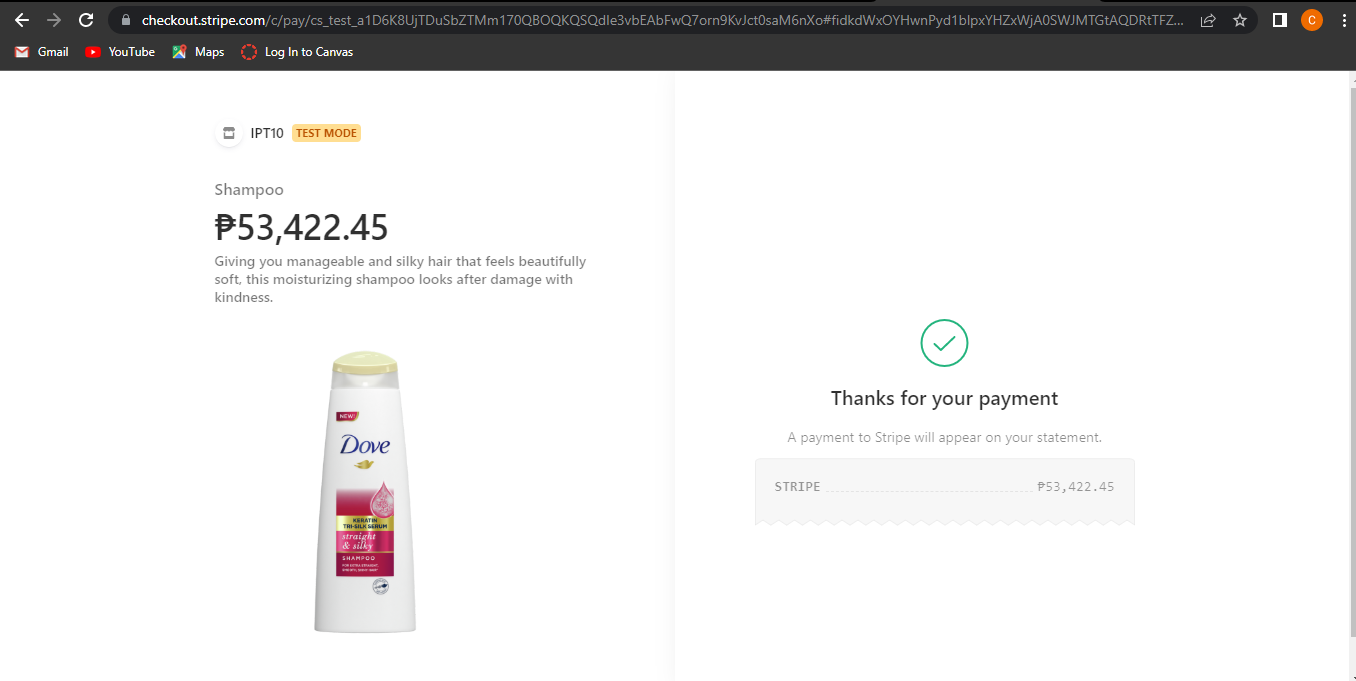 checkout.stripe.com/c/pay/cs_test_a1D6K8UjTDuSbZTMm170QBOQKQSQdIe3vbEAbFwQ7orn9KvJct0saM6nXo#fidkdWxOYHwnPyd1blpxYHZxWjA0SWJMTGtAQDRtTFZ...
C
Gmail
YouTube
Maps
Log In to Canvas
IPT10
TEST MODE
Shampoo
₱53,422.45
Giving you manageable and silky hair that feels beautifully
soft, this moisturizing shampoo looks after damage with
kindness.
NEW!
Dove
KERATIN
TRI-SILK SERUM
straight
& silky
SHAMPOO
Thanks for your payment
A payment to Stripe will appear on your statement.
STRIPE ₱53,422.45